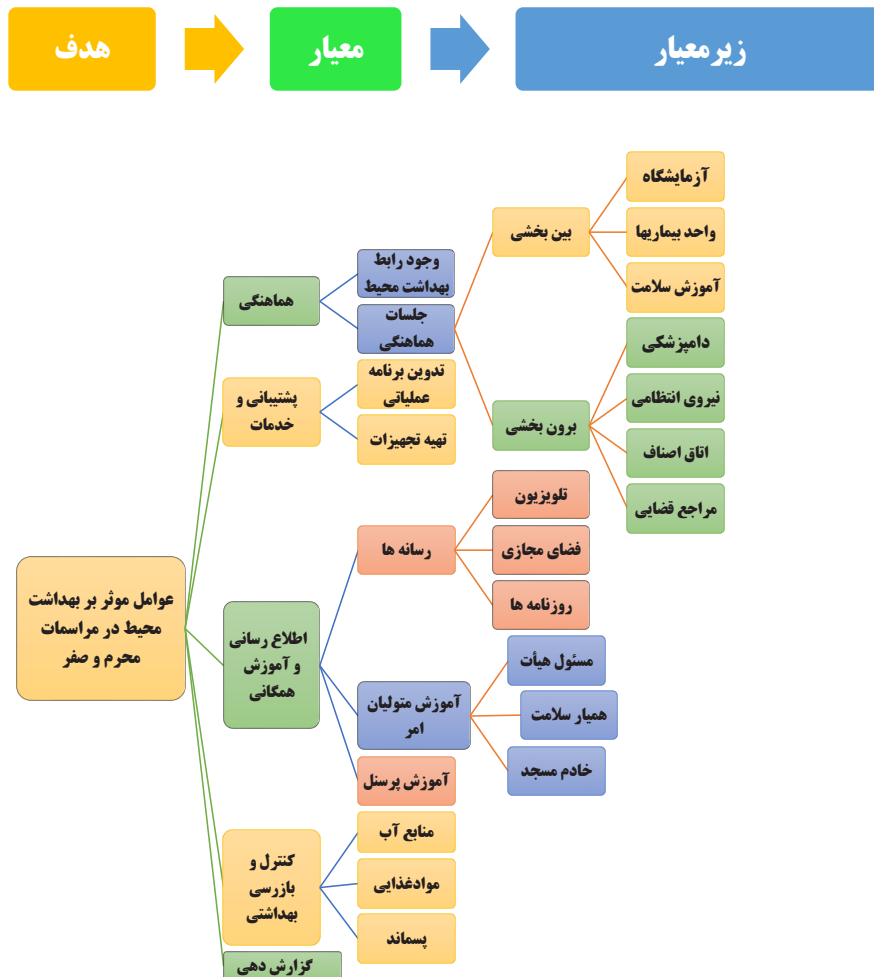 هدف
معیار
زیرمعیار
عوامل موثر بر بهداشت
محیط در مراسمات
محرم و صفر
هماهنگی
وجود رابط
بهداشت محیط
جلسات
هماهنگی
بین بخشی
آزمایشگاه
واحد بیماریها
آموزش سلامت
برون بخشی
دامپزشکی
نیروی انتظامی
اتاق اصناف
مراجع قضایی
پشتیبانی و
خدمات
تدوین برنامه
عملیاتی
تهیه تجهیزات
اطلاع رسانی
و آموزش
همگانی
رسانه ها
تلویزیون
فضای مجازی
روزنامه ها
آموزش متولیان
امر
مسئول هیأت
همیار سلامت
خادم مسجد
آموزش پرسنل
کنترل و
بازرسی
بهداشتی
منابع آب
موادغذایی
پسماند
گزارش دهی